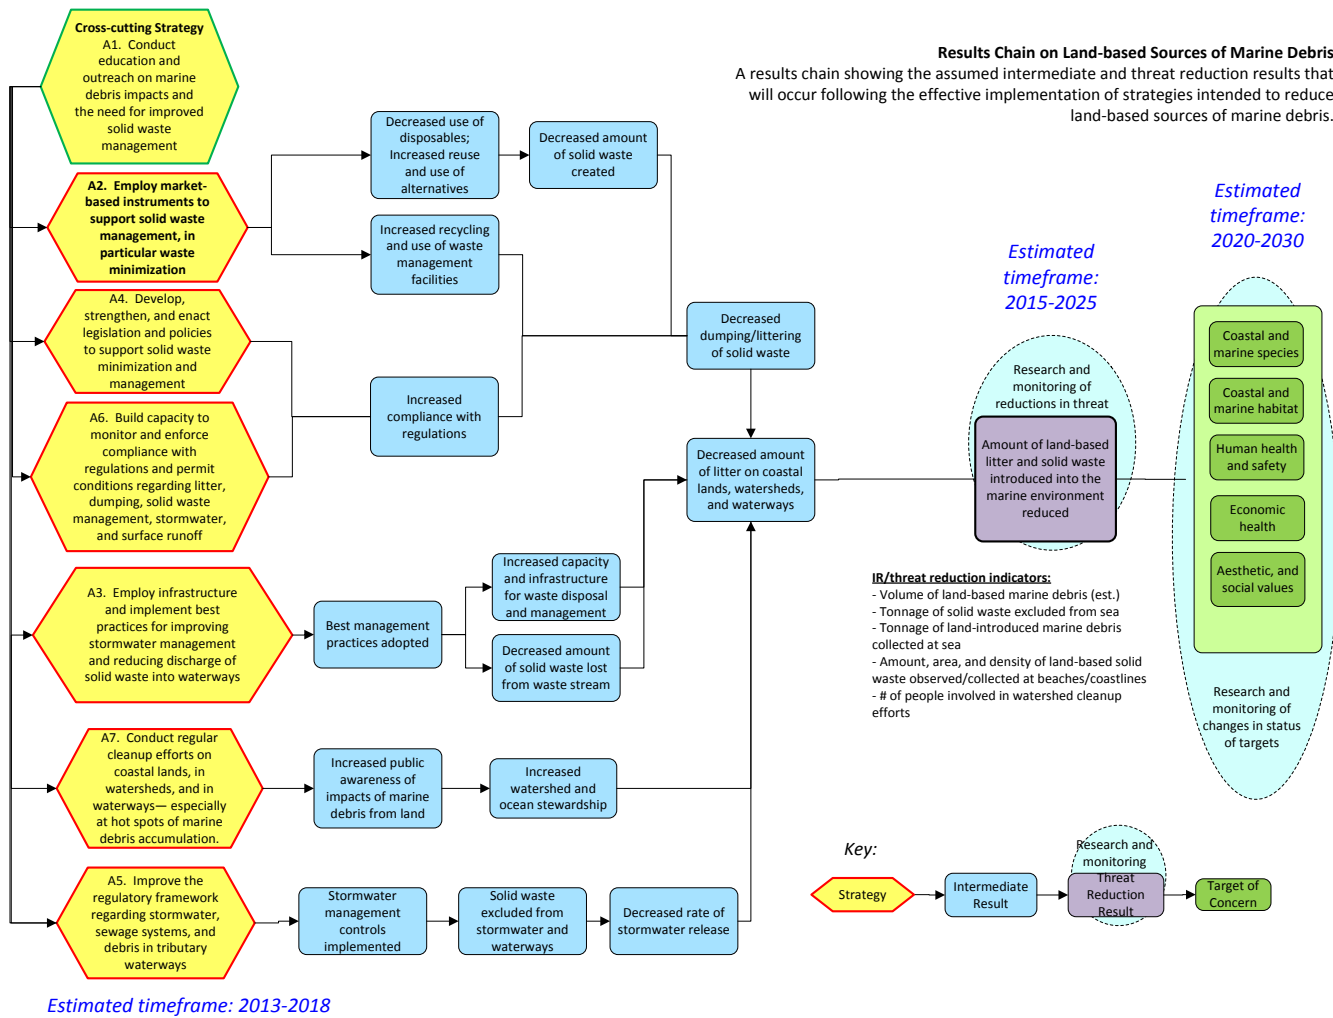 Cross-cutting Strategy
A1. Conduct
education and
outreach on marine
debris impacts and
the need for improved
solid waste
management
Results Chain on Land-based Sources of Marine Debris
A results chain showing the assumed intermediate and threat reduction results that
will occur following the effective implementation of strategies intended to reduce
land-based sources of marine debris.
A2. Employ market-
based instruments to
support solid waste
management, in
particular waste
minimization
Decreased use of
disposables;
Increased reuse
and use of
alternatives
Decreased amount
of solid waste
created
Increased recycling
and use of waste
management
facilities
A4. Develop,
strengthen, and enact
legislation and policies
to support solid waste
minimization and
management
A6. Build capacity to
monitor and enforce
compliance with
regulations and permit
conditions regarding litter,
dumping, solid waste
management, stormwater,
and surface runoff
Increased
compliance with
regulations
Decreased
dumping/littering
of solid waste
Decreased amount
of litter on coastal
lands, watersheds,
and waterways
Estimated
timeframe:
2015-2025
Research and
monitoring of
reductions in threat
Amount of land-based
litter and solid waste
introduced into the
marine environment
reduced
Estimated
timeframe:
2020-2030
Coastal and
marine species
Coastal and
marine habitat
Human health
and safety
Economic
health
Aesthetic, and
social values
Research and
monitoring of
changes in status
of targets
A3. Employ infrastructure
and implement best
practices for improving
stormwater management
and reducing discharge of
solid waste into waterways
Best management
practices adopted
Increased capacity
and infrastructure
for waste disposal
and management
Decreased amount
of solid waste lost
from waste stream
IR/threat reduction indicators:
- Volume of land-based marine debris (est.)
- Tonnage of solid waste excluded from sea
- Tonnage of land-introduced marine debris
collected at sea
- Amount, area, and density of land-based solid
waste observed/collected at beaches/coastlines
- # of people involved in watershed cleanup
efforts
A7. Conduct regular
cleanup efforts on
coastal lands, in
watersheds, and in
waterways— especially
at hot spots of marine
debris accumulation.
Increased public
awareness of
impacts of marine
debris from land
Increased
watershed and
ocean stewardship
A5. Improve the
regulatory framework
regarding stormwater,
sewage systems, and
debris in tributary
waterways
Stormwater
management
controls
implemented
Solid waste
excluded from
stormwater and
waterways
Decreased rate of
stormwater release
Key:
Strategy
Intermediate
Result
Research and
monitoring
Threat
Reduction
Result
Target of
Concern
Estimated timeframe: 2013-2018